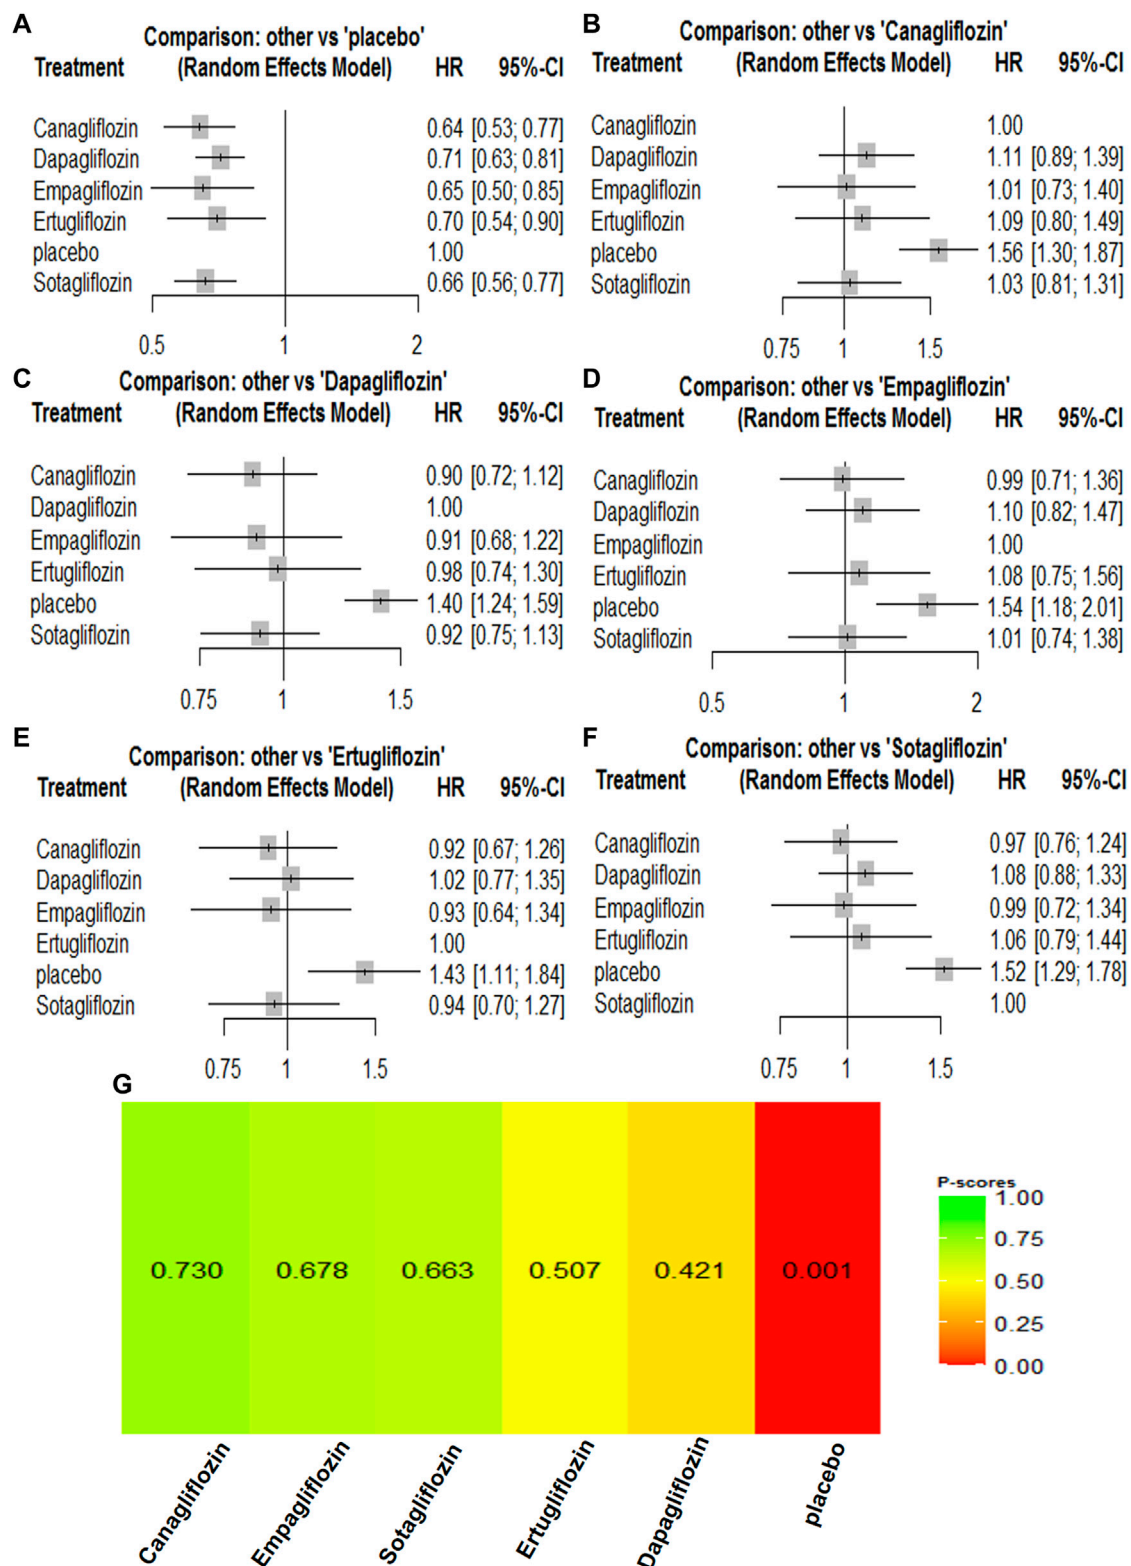 A
Comparison: other vs 'placebo'
Treatment (Random Effects Model) HR 95%-CI
Canagliflozin 0.64 [0.53; 0.77]
Dapagliflozin 0.71 [0.63; 0.81]
Empagliflozin 0.65 [0.50; 0.85]
Ertugliflozin 0.70 [0.54; 0.90]
placebo 1.00
Sotagliflozin 0.66 [0.56; 0.77]
0.5 1 2
B
Comparison: other vs 'Canagliflozin'
Treatment (Random Effects Model) HR 95%-CI
Canagliflozin 1.00
Dapagliflozin 1.11 [0.89; 1.39]
Empagliflozin 1.01 [0.73; 1.40]
Ertugliflozin 1.09 [0.80; 1.49]
placebo 1.56 [1.30; 1.87]
Sotagliflozin 1.03 [0.81; 1.31]
0.75 1 1.5
C
Comparison: other vs 'Dapagliflozin'
Treatment (Random Effects Model) HR 95%-CI
Canagliflozin 0.90 [0.72; 1.12]
Dapagliflozin 1.00
Empagliflozin 0.91 [0.68; 1.22]
Ertugliflozin 0.98 [0.74; 1.30]
placebo 1.40 [1.24; 1.59]
Sotagliflozin 0.92 [0.75; 1.13]
0.75 1 1.5
D
Comparison: other vs 'Empagliflozin'
Treatment (Random Effects Model) HR 95%-CI
Canagliflozin 0.99 [0.71; 1.36]
Dapagliflozin 1.10 [0.82; 1.47]
Empagliflozin 1.00
Ertugliflozin 1.08 [0.75; 1.56]
placebo 1.54 [1.18; 2.01]
Sotagliflozin 1.01 [0.74; 1.38]
0.5 1 2
E
Comparison: other vs 'Ertugliflozin'
Treatment (Random Effects Model) HR 95%-CI
Canagliflozin 0.92 [0.67; 1.26]
Dapagliflozin 1.02 [0.77; 1.35]
Empagliflozin 0.93 [0.64; 1.34]
Ertugliflozin 1.00
placebo 1.43 [1.11; 1.84]
Sotagliflozin 0.94 [0.70; 1.27]
0.75 1 1.5
F
Comparison: other vs 'Sotagliflozin'
Treatment (Random Effects Model) HR 95%-CI
Canagliflozin 0.97 [0.76; 1.24]
Dapagliflozin 1.08 [0.88; 1.33]
Empagliflozin 0.99 [0.72; 1.34]
Ertugliflozin 1.06 [0.79; 1.44]
placebo 1.52 [1.29; 1.78]
Sotagliflozin 1.00
0.75 1 1.5
G
0.730 0.678 0.663 0.507 0.421 0.001
Canagliflozin Empagliflozin Sotagliflozin Ertugliflozin Dapagliflozin placebo
P-scores
1.00
0.75
0.50
0.25
0.00